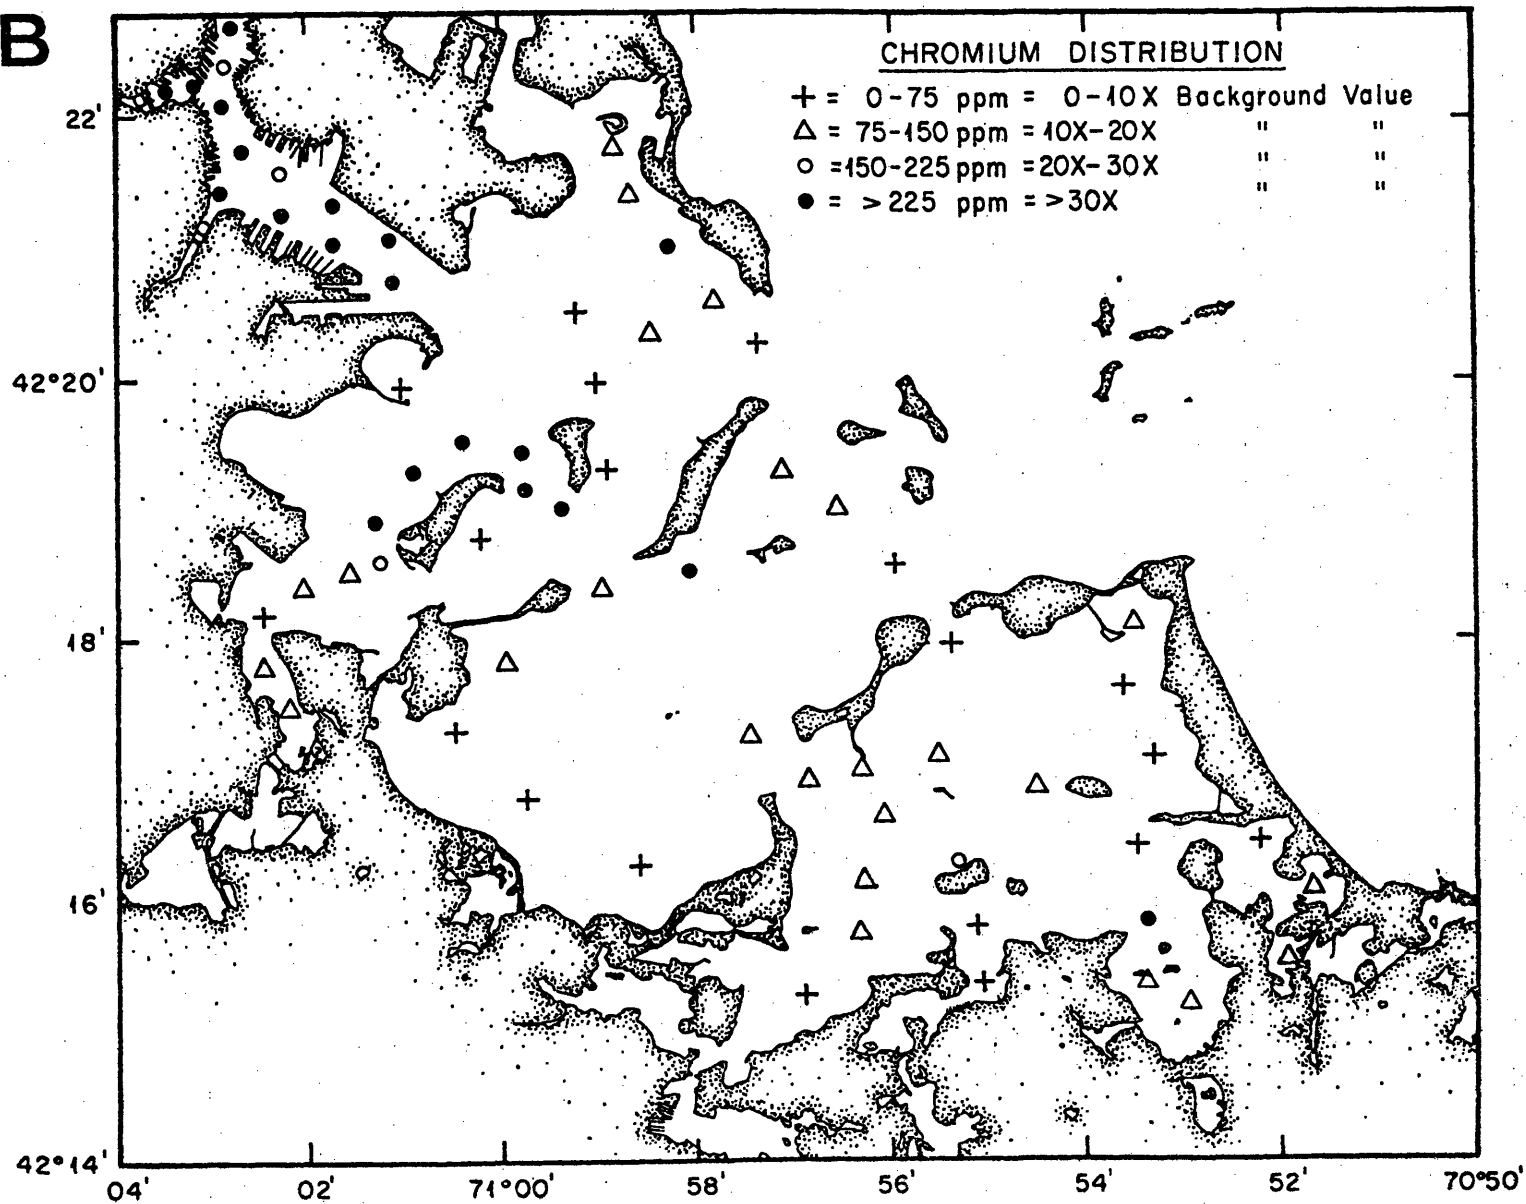 B
CHROMIUM DISTRIBUTION
+ = 0-75 ppm = 0-10X Background Value
△ = 75-150 ppm = 10X-20X " "
○ = 150-225 ppm = 20X-30X " "
● = >225 ppm = >30X " "
22'
42°20'
18'
16'
42°14'
04' 02' 71°00' 58' 56' 54' 52' 70°50'